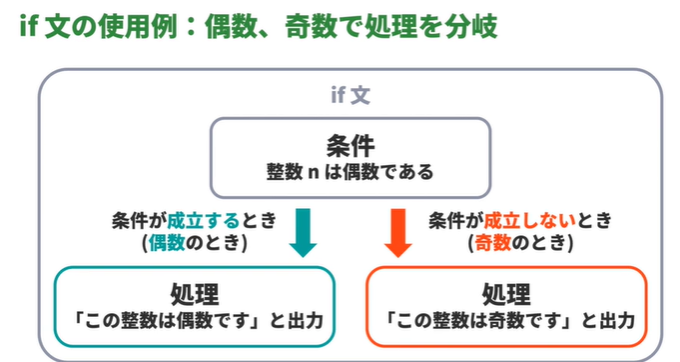 if 文の使用例：偶数、奇数で処理を分岐
if 文
条件
整数 n は偶数である
条件が成立するとき
(偶数のとき)
条件が成立しないとき
(奇数のとき)
処理
「この整数は偶数です」と出力
処理
「この整数は奇数です」と出力